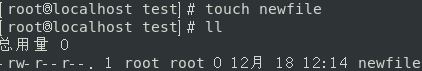 [root@localhost test]# touch newfile
[root@localhost test]# ll
总用量 0
-rw-r--r--. 1 root root 0 12月 18 12:14 newfile